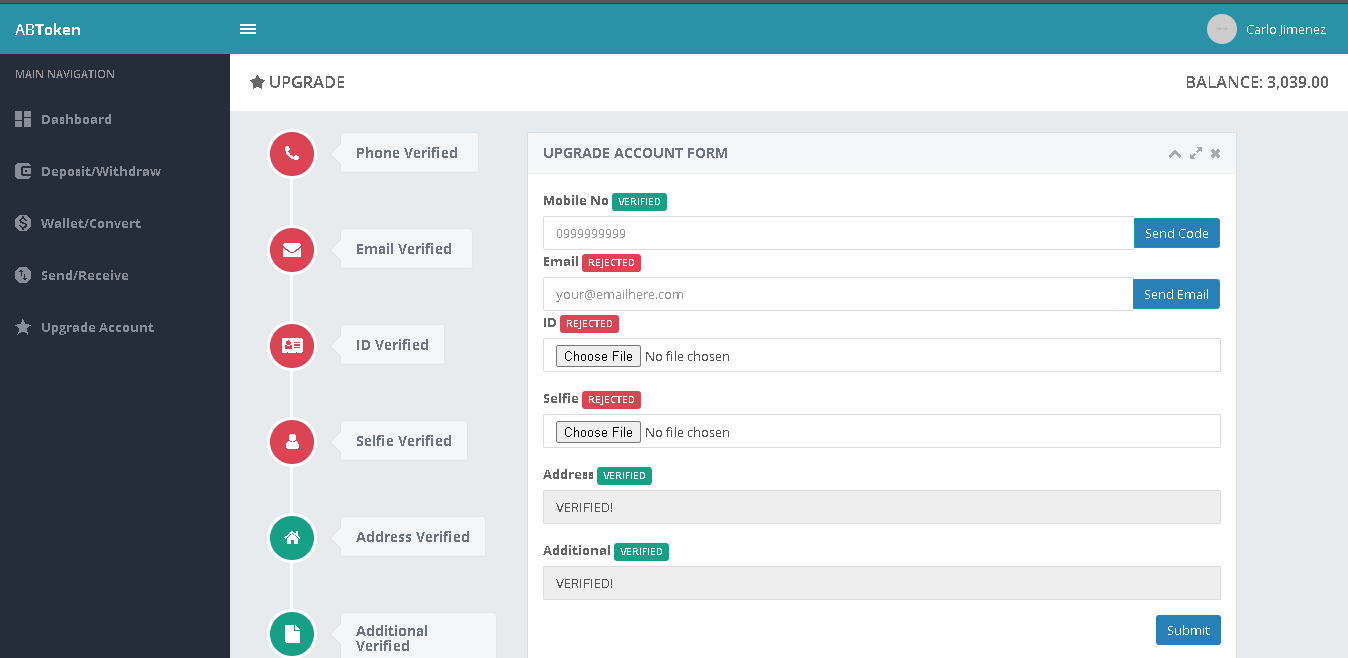 ABToken
Carlo Jimenez
MAIN NAVIGATION
Dashboard
Deposit/Withdraw
Wallet/Convert
Send/Receive
Upgrade Account
UPGRADE
BALANCE: 3,039.00
Phone Verified
Email Verified
ID Verified
Selfie Verified
Address Verified
Additional
Verified
UPGRADE ACCOUNT FORM
Mobile No VERIFIED
0999999999 Send Code
Email REJECTED
your@emailhere.com Send Email
ID REJECTED
Choose File No file chosen
Selfie REJECTED
Choose File No file chosen
Address VERIFIED
VERIFIED!
Additional VERIFIED
VERIFIED!
Submit